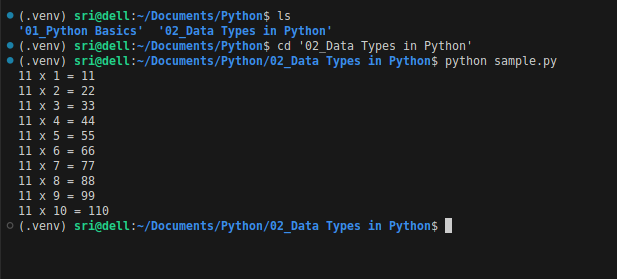 (.venv) sri@dell:~/Documents/Python$ ls
'01_Python Basics'  '02_Data Types in Python'
(.venv) sri@dell:~/Documents/Python$ cd '02_Data Types in Python'
(.venv) sri@dell:~/Documents/Python/02_Data Types in Python$ python sample.py
11 x 1 = 11
11 x 2 = 22
11 x 3 = 33
11 x 4 = 44
11 x 5 = 55
11 x 6 = 66
11 x 7 = 77
11 x 8 = 88
11 x 9 = 99
11 x 10 = 110
(.venv) sri@dell:~/Documents/Python/02_Data Types in Python$